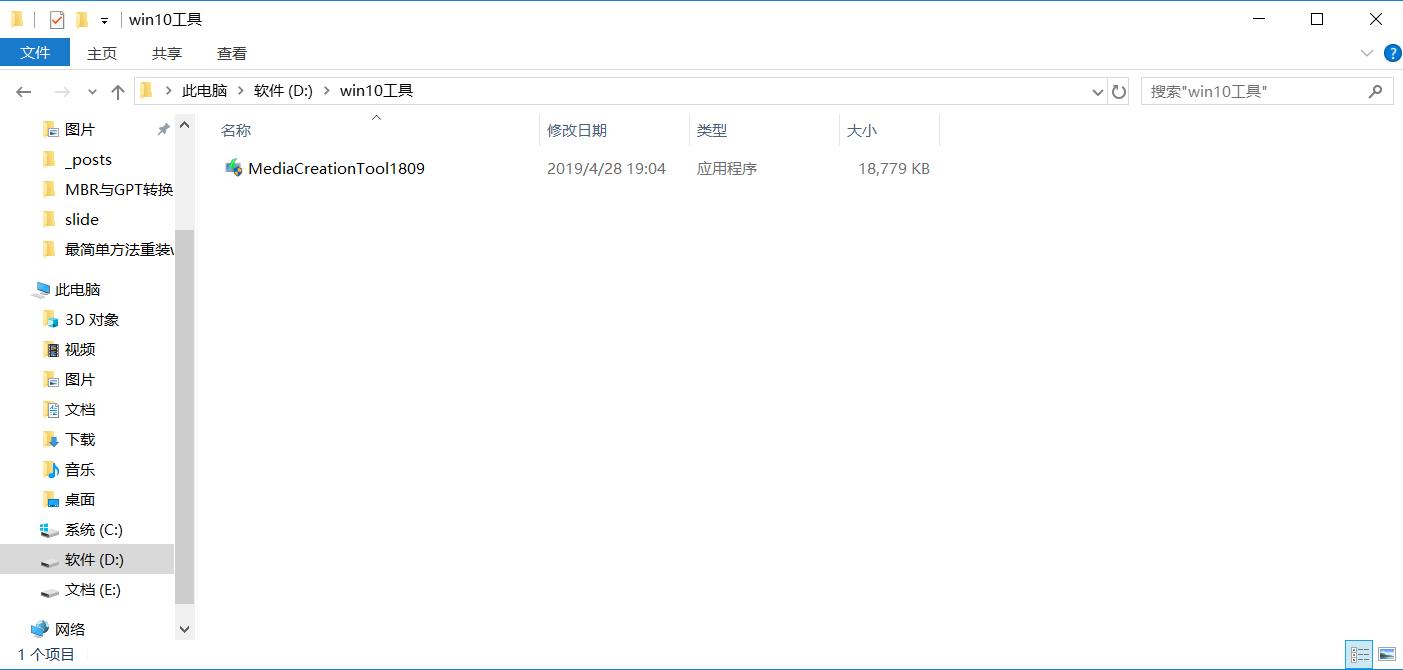 win10工具
文件 主页 共享 查看
此电脑 软件 (D:) win10工具 搜索"win10工具"
名称 修改日期 类型 大小
MediaCreationTool1809 2019/4/28 19:04 应用程序 18,779 KB
图片
_posts
MBR与GPT转换
slide
最简单方法重装
此电脑
3D 对象
视频
图片
文档
下载
音乐
桌面
系统 (C:)
软件 (D:)
文档 (E:)
网络
1 个项目